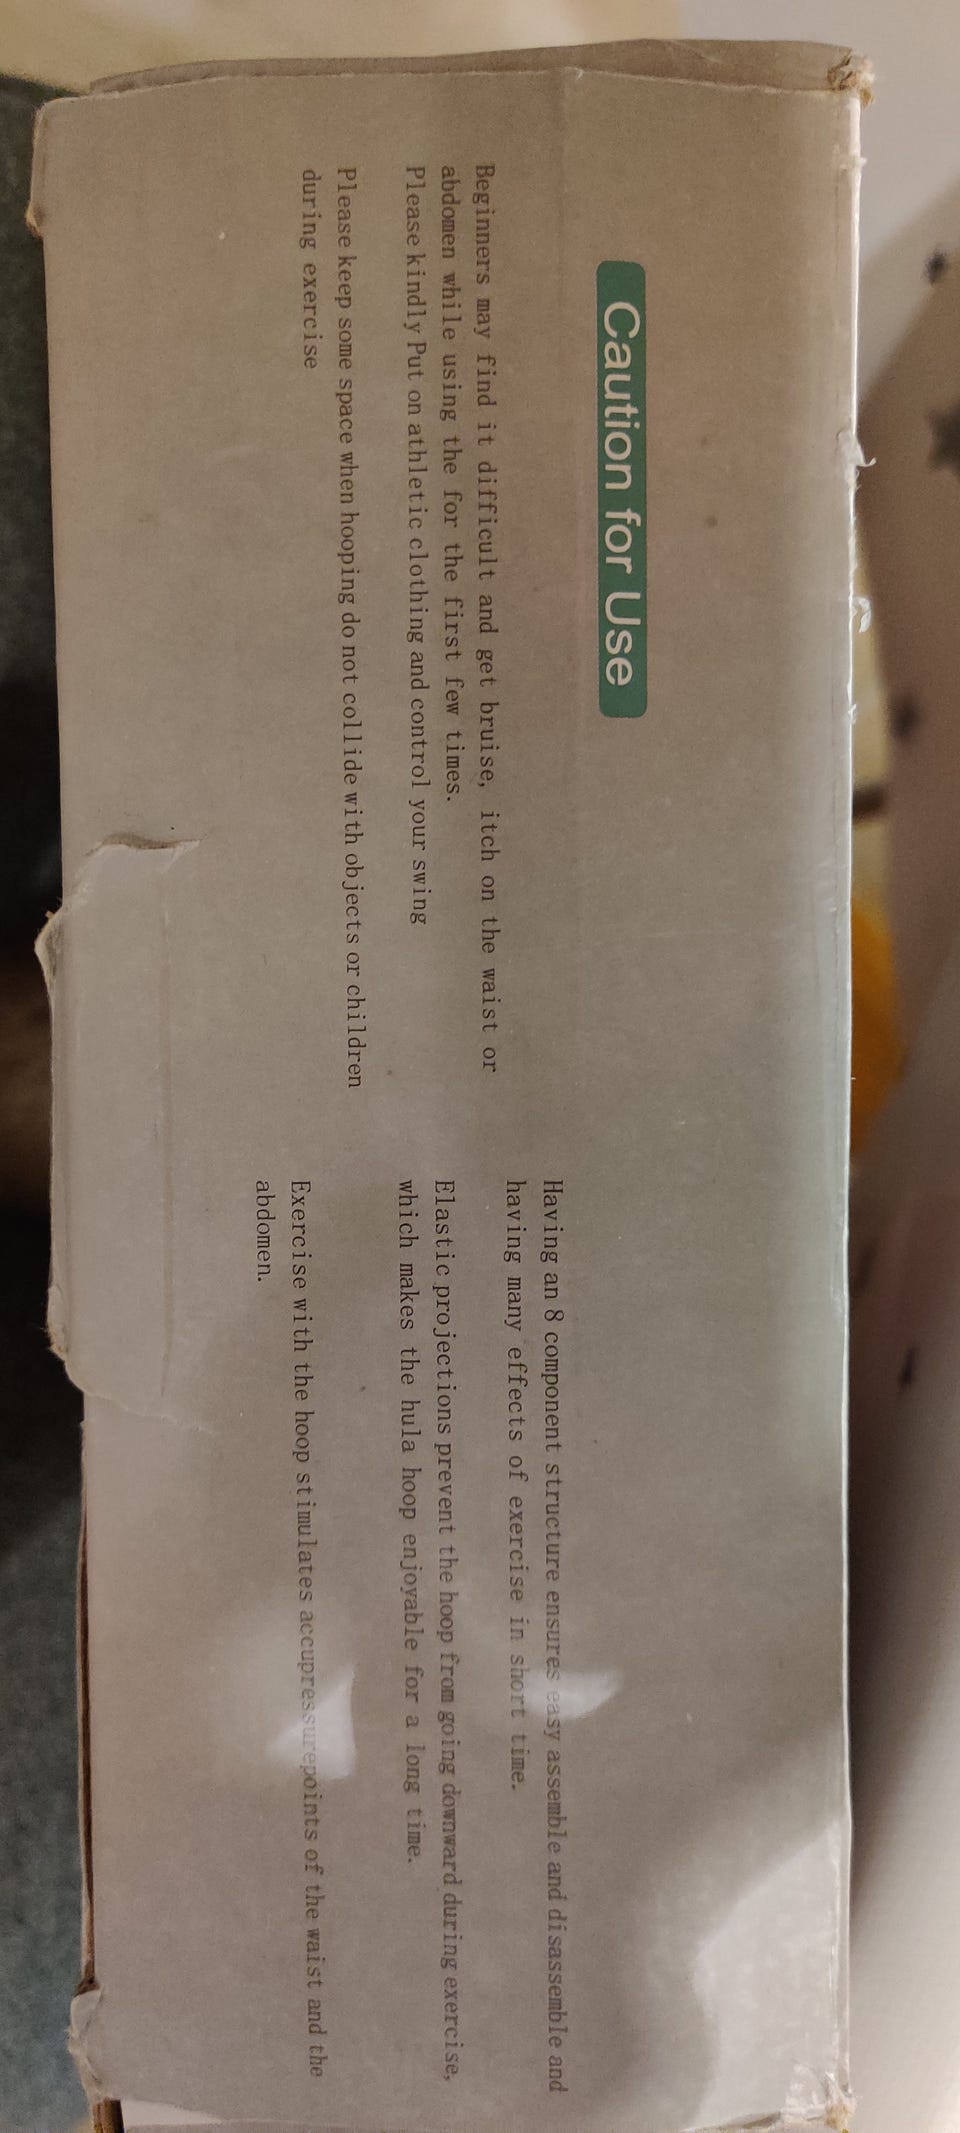 Caution for Use
Beginners may find it difficult and get bruise, itch on the waist or
abdomen while using the for the first few times.
Please kindly Put on athletic clothing and control your swing
Please keep some space when hooping do not collide with objects or children
during exercise
Having an 8 component structure ensures easy assemble and disassemble and
having many effects of exercise in short time.
Elastic projections prevent the hoop from going downward during exercise,
which makes the hula hoop enjoyable for a long time.
Exercise with the hoop stimulates accupressurepoints of the waist and the
abdomen.